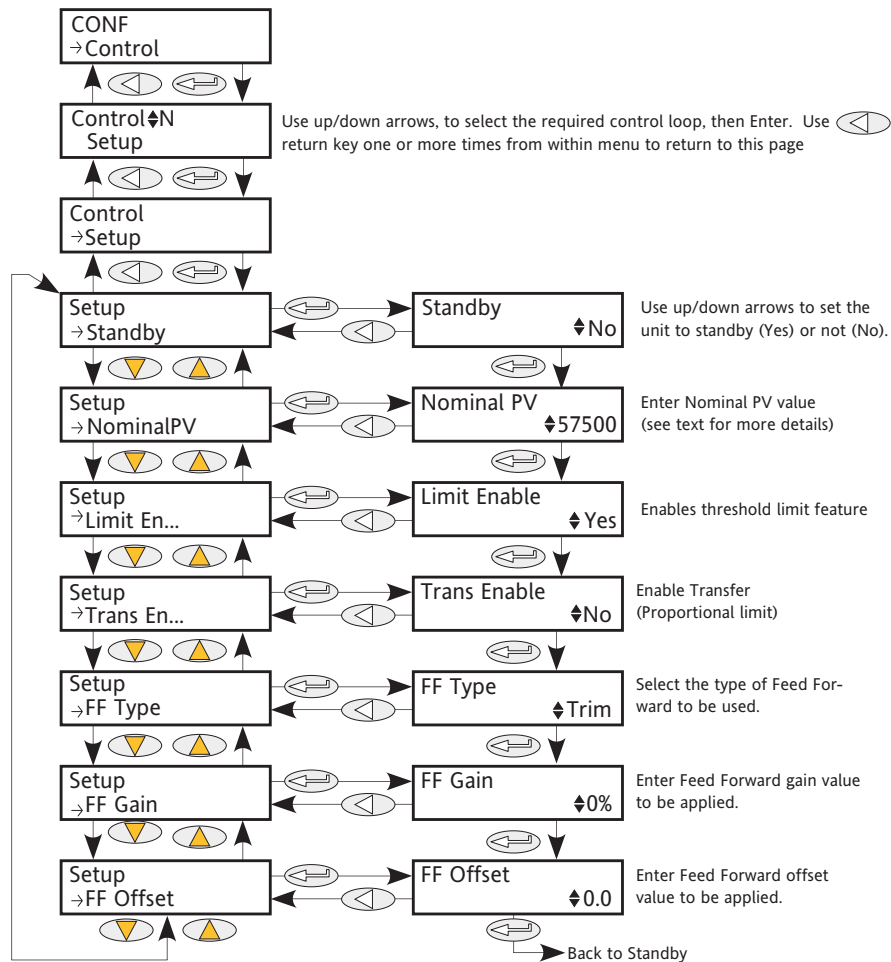 CONF
→Control
Control♦N
Setup
Use up/down arrows, to select the required control loop, then Enter. Use
return key one or more times from within menu to return to this page
Control
→Setup
Setup
→Standby
Standby
♦No
Use up/down arrows to set the
unit to standby (Yes) or not (No).
Setup
→NominalPV
Nominal PV
♦57500
Enter Nominal PV value
(see text for more details)
Setup
→Limit En...
Limit Enable
♦Yes
Enables threshold limit feature
Setup
→Trans En...
Trans Enable
♦No
Enable Transfer
(Proportional limit)
Setup
→FF Type
FF Type
♦Trim
Select the type of Feed For-
ward to be used.
Setup
→FF Gain
FF Gain
♦0%
Enter Feed Forward gain value
to be applied.
Setup
→FF Offset
FF Offset
♦0.0
Enter Feed Forward offset
value to be applied.
Back to Standby